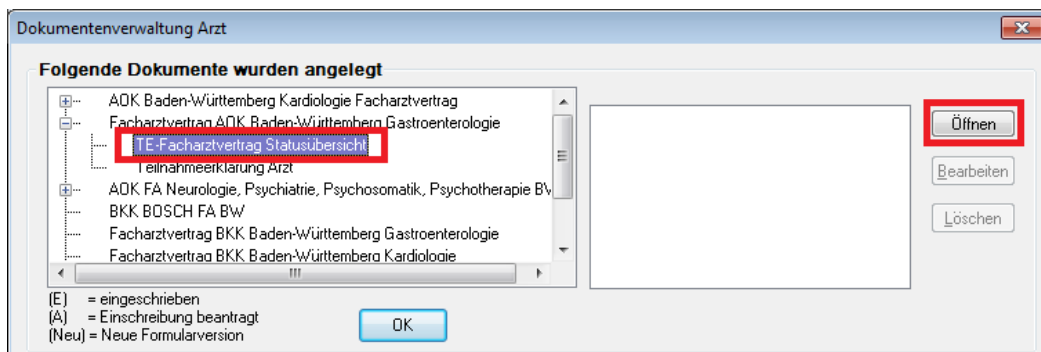 Dokumentenverwaltung Arzt
Folgende Dokumente wurden angelegt
AOK Baden-Württemberg Kardiologie Facharztvertrag
Facharztvertrag AOK Baden-Württemberg Gastroenterologie
TE-Facharztvertrag Statusübersicht
Teilnahmeerklärung Arzt
AOK FA Neurologie, Psychiatrie, Psychosomatik, Psychotherapie BW
BKK BOSCH FA BW
Facharztvertrag BKK Baden-Württemberg Gastroenterologie
Facharztvertrag BKK Baden-Württemberg Kardiologie
Öffnen
Bearbeiten
Löschen
(E) = eingeschrieben
(A) = Einschreibung beantragt
(Neu) = Neue Formularversion
OK